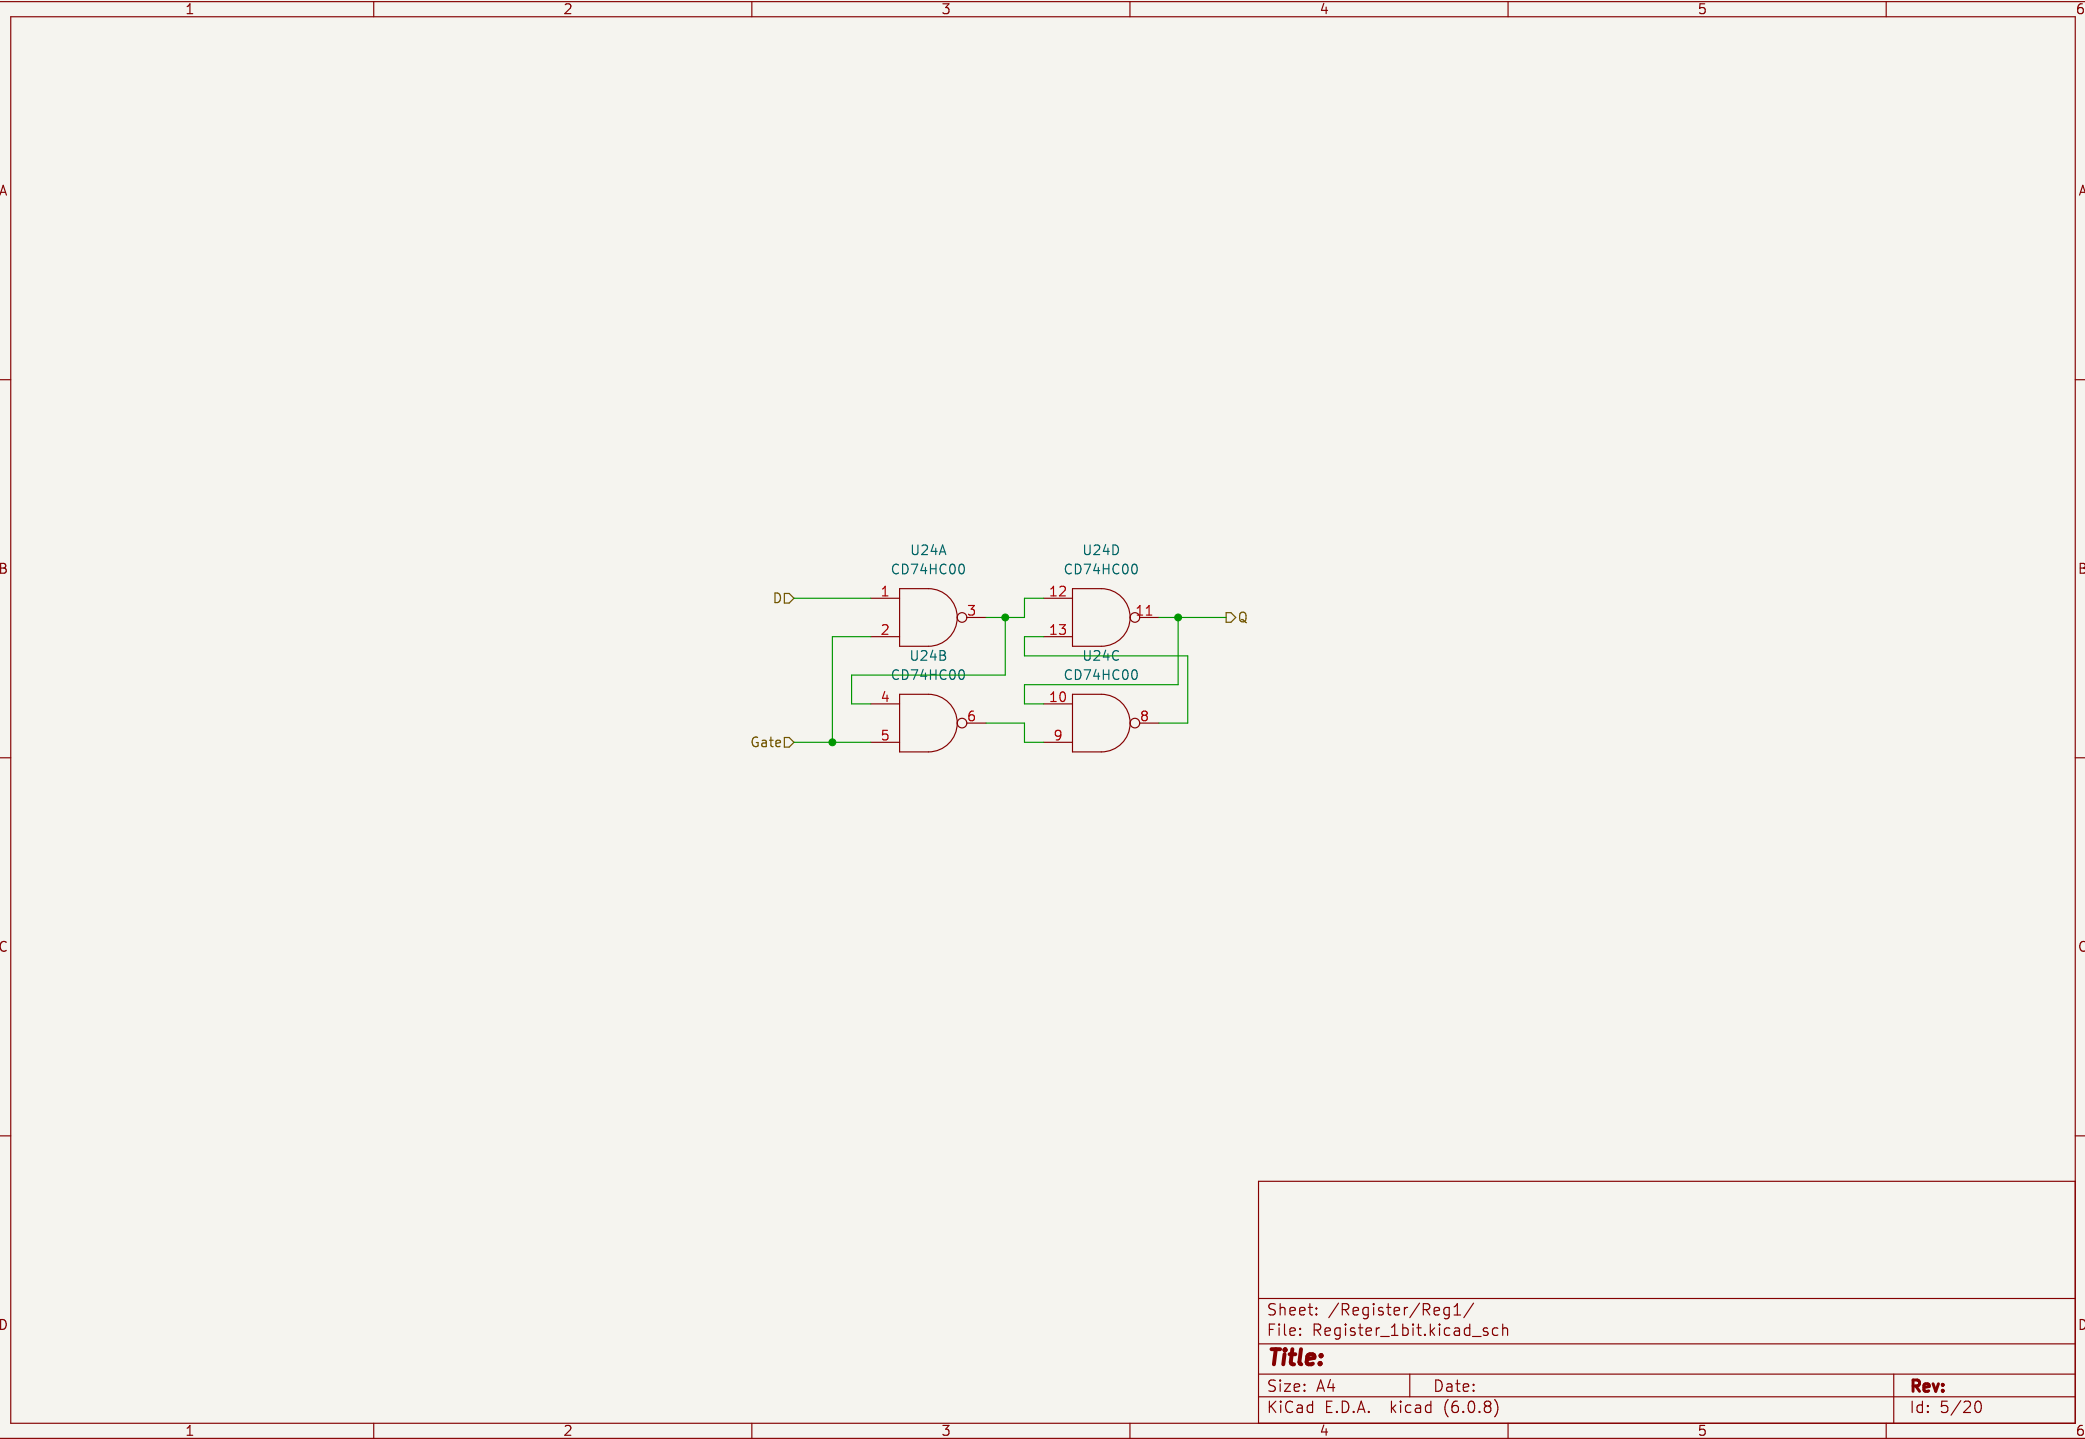 1 2 3 4 5 6
A A
U24A U24D
CD74HC00 CD74HC00
B B
D 1 3 12 11 Q
2 13
U24B U24C
CD74HC00 CD74HC00
4 6 10 8
Gate 5 9
C C
Sheet: /Register/Reg1/
File: Register_1bit.kicad_sch
D D
Title:
Size: A4 Date: Rev:
KiCad E.D.A. kicad (6.0.8) Id: 5/20
1 2 3 4 5 6